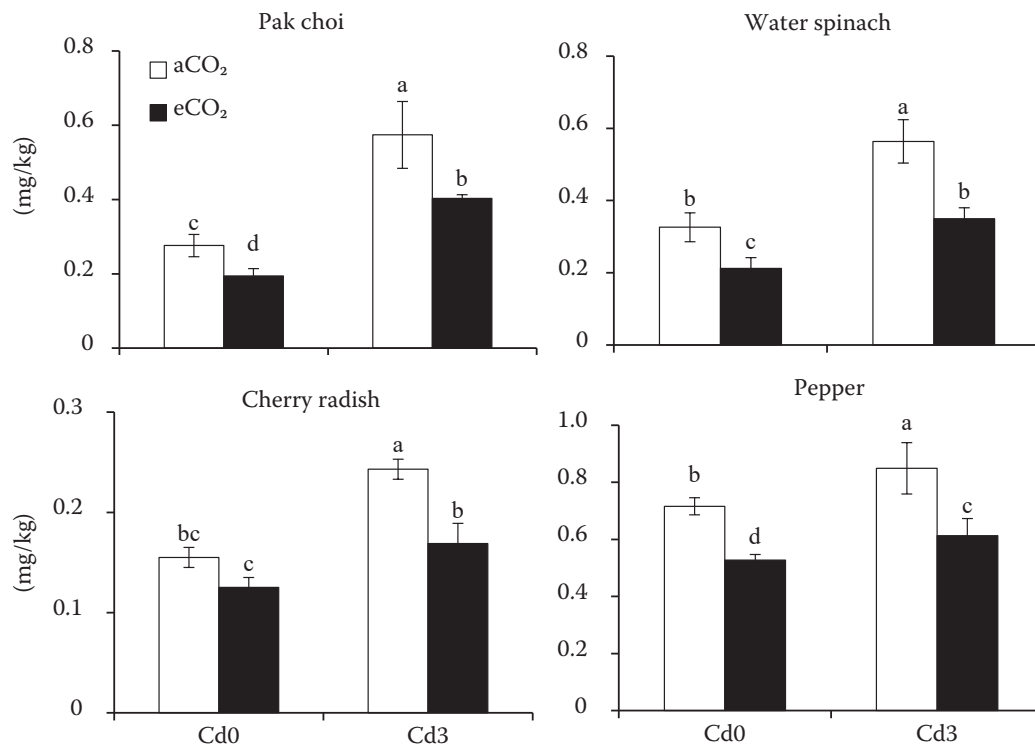 Pak choi
0.8
0.6
0.4
0.2
0
(mg/kg)
aCO₂
eCO₂
c
d
a
b
Water spinach
0.8
0.6
0.4
0.2
0
b
c
a
b
Cherry radish
0.3
0.2
0.1
0
(mg/kg)
bc
c
a
b
Cd0
Cd3
Pepper
1.0
0.8
0.6
0.4
0.2
0
b
d
a
c
Cd0
Cd3